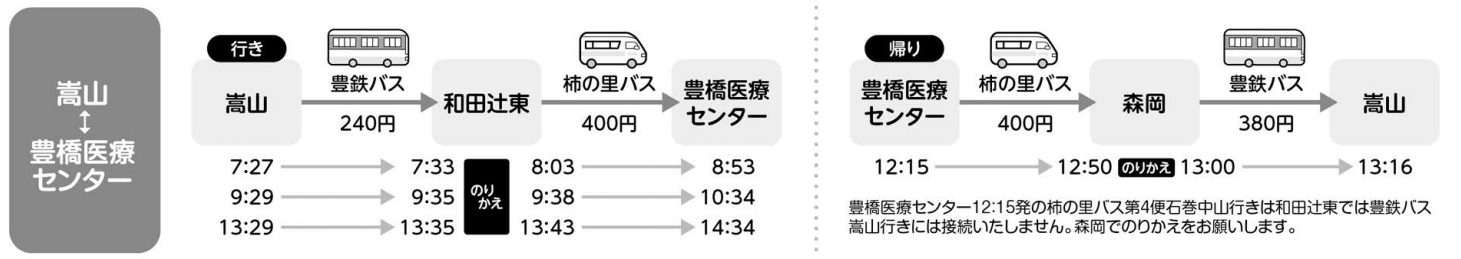 嵩山
↕
豊橋医療
センター
行き
嵩山
豊鉄バス
240円
和田辻東
柿の里バス
400円
豊橋医療
センター
7:27 7:33 8:03 8:53
9:29 9:35 9:38 10:34
13:29 13:35 13:43 14:34
のり
かえ
帰り
豊橋医療
センター
柿の里バス
400円
森岡
豊鉄バス
380円
嵩山
12:15 12:50 のりかえ 13:00 13:16
豊橋医療センター12:15発の柿の里バス第4便石巻中山行きは和田辻東では豊鉄バス
嵩山行きには接続いたしません。森岡でのりかえをお願いします。